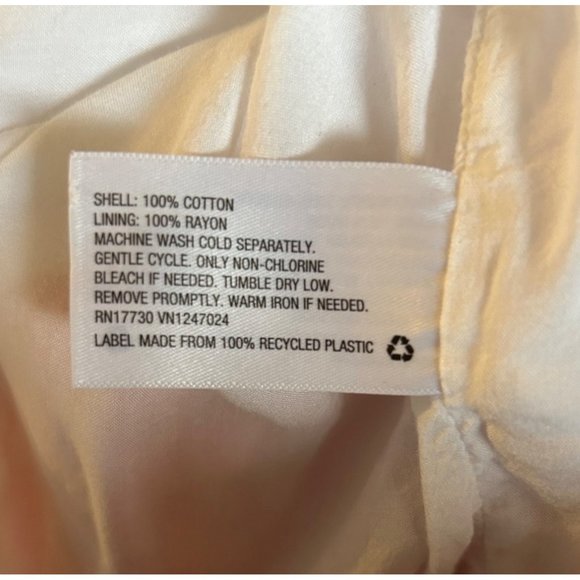 SHELL: 100% COTTON
LINING: 100% RAYON
MACHINE WASH COLD SEPARATELY.
GENTLE CYCLE. ONLY NON-CHLORINE
BLEACH IF NEEDED. TUMBLE DRY LOW.
REMOVE PROMPTLY. WARM IRON IF NEEDED.
RN17730 VN1247024
LABEL MADE FROM 100% RECYCLED PLASTIC